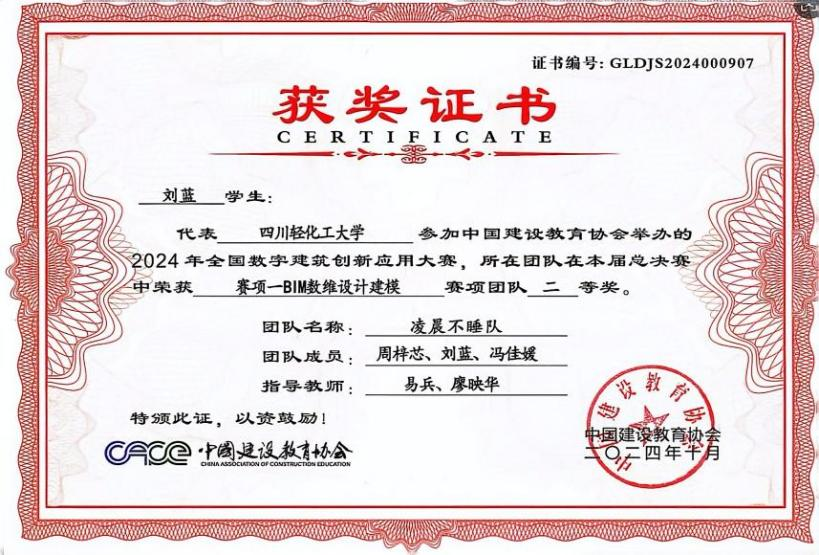 证书编号: GLDJS2024000907
获奖证书
CERTIFICATE
刘蓝 学生:
代表 四川轻化工大学 参加中国建设教育协会举办的
2024年全国数字建筑创新应用大赛，所在团队在本届总决赛
中荣获 赛项一BIM数维设计建模 赛项团队 二 等奖。
团队名称: 凌晨不睡队
团队成员: 周梓芯、刘蓝、冯佳媛
指导教师: 易兵、廖映华
特颁此证，以资鼓励！
CACE 中国建设教育协会
CHINA ASSOCIATION OF CONSTRUCTION EDUCATION
中国建设教育协会
中国建设教育协会
二〇二四年十月